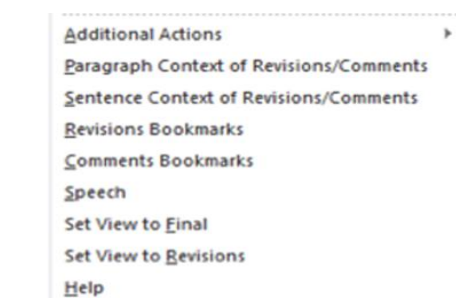 Additional Actions
Paragraph Context of Revisions/Comments
Sentence Context of Revisions/Comments
Revisions Bookmarks
Comments Bookmarks
Speech
Set View to Final
Set View to Revisions
Help